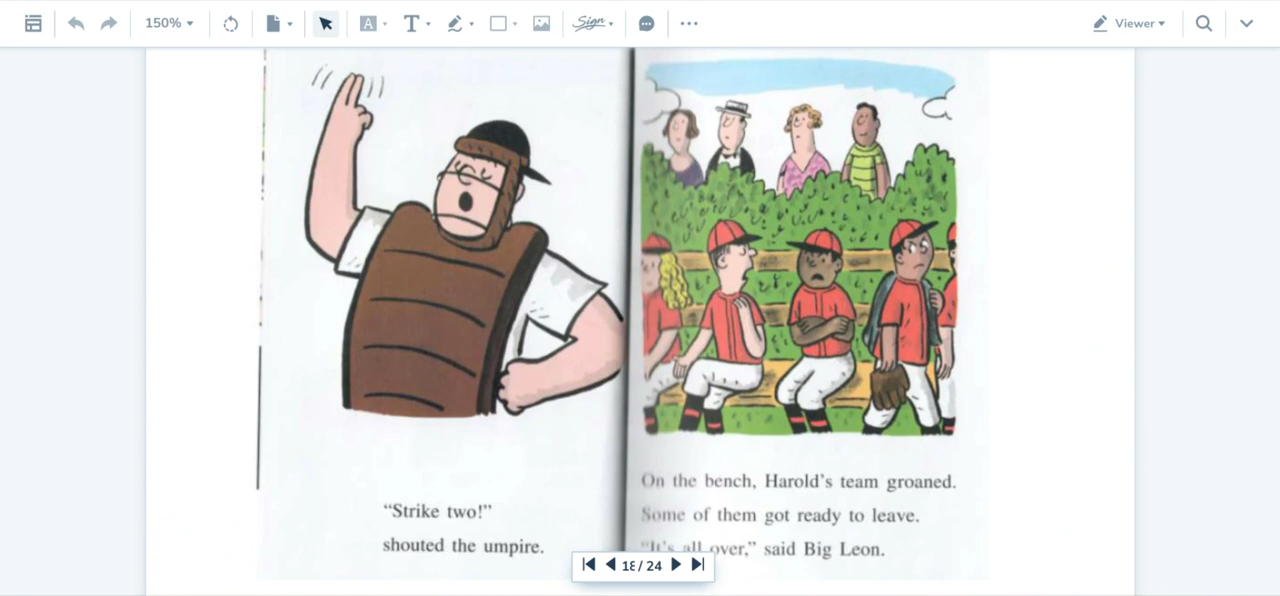 150%
A
T
Sign
Viewer
“Strike two!”
shouted the umpire.
On the bench, Harold’s team groaned.
Some of them got ready to leave.
“It’s all over,” said Big Leon.
18 / 24